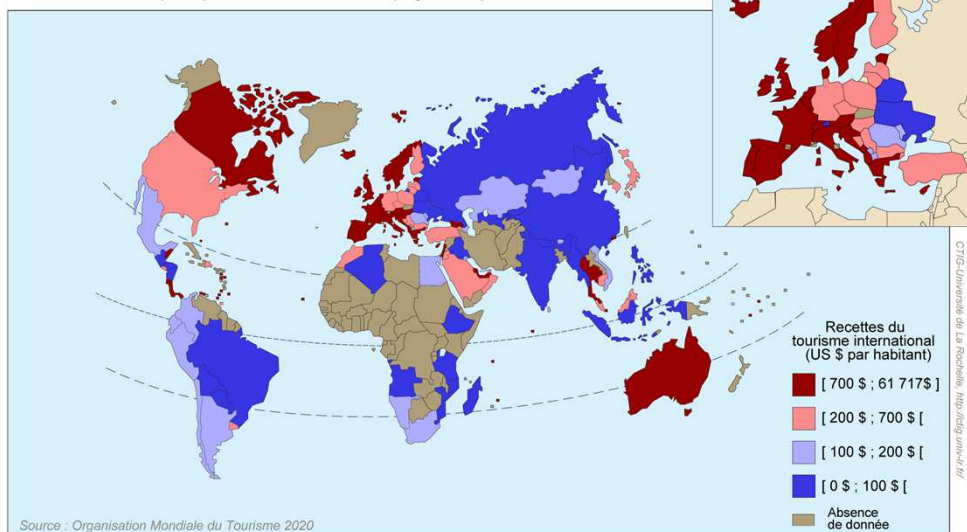 Recettes du
tourisme international
(US $ par habitant)
[ 700 $ ; 61 717$ ]
[ 200 $ ; 700 $ [
[ 100 $ ; 200 $ [
[ 0 $ ; 100 $ [
Absence
de donnée
Source : Organisation Mondiale du Tourisme 2020
CTIG-Université de La Rochelle, http://ctig.univ-lr.fr/